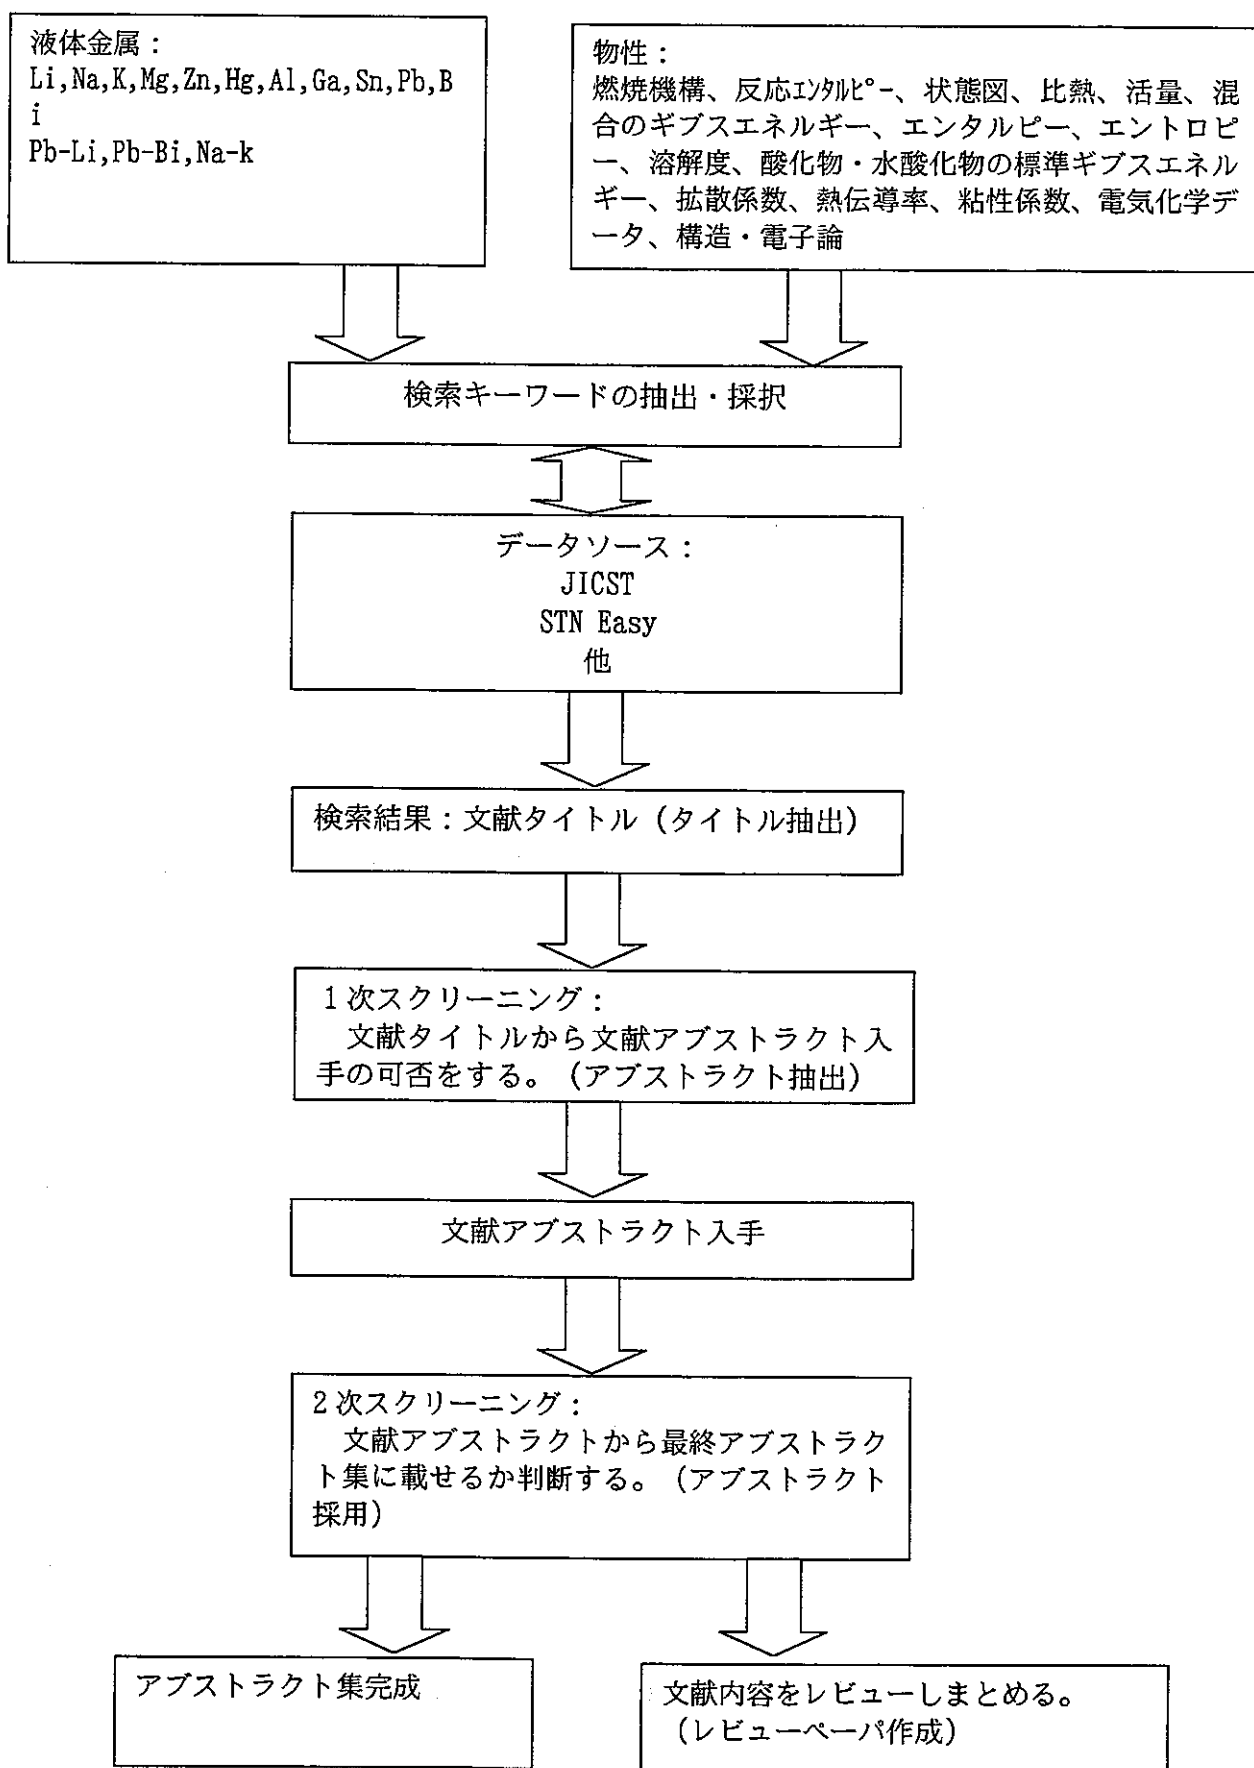 液体金属：
Li,Na,K,Mg,Zn,Hg,Al,Ga,Sn,Pb,B
i
Pb-Li,Pb-Bi,Na-k
物性：
燃焼機構、反応ｴﾝﾀﾙﾋﾟｰ、状態図、比熱、活量、混
合のギブスエネルギー、エンタルピー、エントロピ
ー、溶解度、酸化物・水酸化物の標準ギブスエネル
ギー、拡散係数、熱伝導率、粘性係数、電気化学デ
ータ、構造・電子論
検索キーワードの抽出・採択
データソース：
JICST
STN Easy
他
検索結果：文献タイトル（タイトル抽出）
１次スクリーニング：
文献タイトルから文献アブストラクト入
手の可否をする。（アブストラクト抽出）
文献アブストラクト入手
２次スクリーニング：
文献アブストラクトから最終アブストラク
ト集に載せるか判断する。（アブストラクト
採用）
アブストラクト集完成
文献内容をレビューしまとめる。
（レビューペーパ作成）